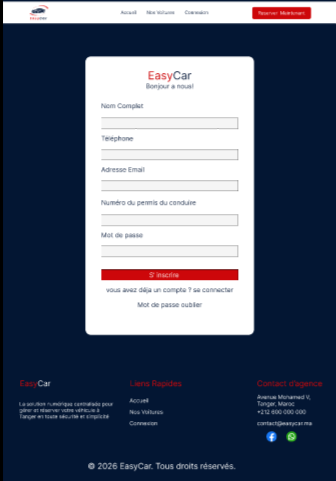 Accueil Nos Voitures Connexion Réserver Maintenant
EasyCar
Bonjour a nous!
Nom Complet
Téléphone
Adresse Email
Numéro du permis du conduire
Mot de passe
S' inscrire
vous avez déja un compte ? se connecter
Mot de passe oublier
EasyCar
Liens Rapides
Contact d'agence
La solution numérique centralisée pour
gérer et réserver votre véhicule à
Tanger en toute sécurité et simplicité
Accueil
Nos Voitures
Connexion
Avenue Mohamed V,
Tanger, Maroc
+212 600 000 000
contact@easycar.ma
© 2026 EasyCar. Tous droits réservés.